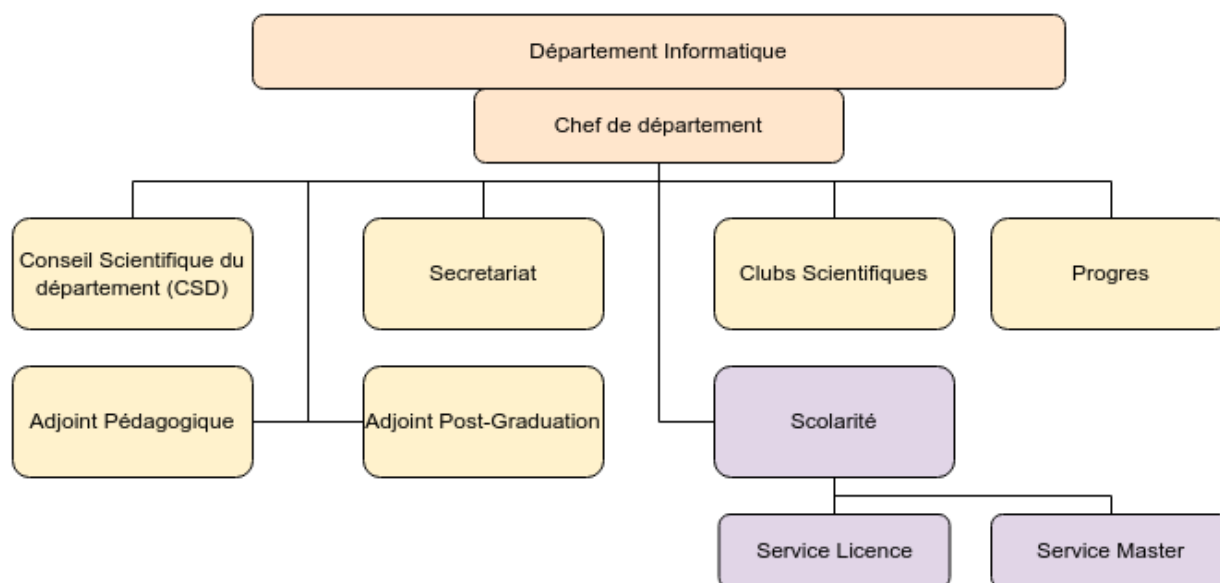 Département Informatique
Chef de département
Conseil Scientifique du
département (CSD)
Secretariat
Clubs Scientifiques
Progres
Adjoint Pédagogique
Adjoint Post-Graduation
Scolarité
Service Licence
Service Master